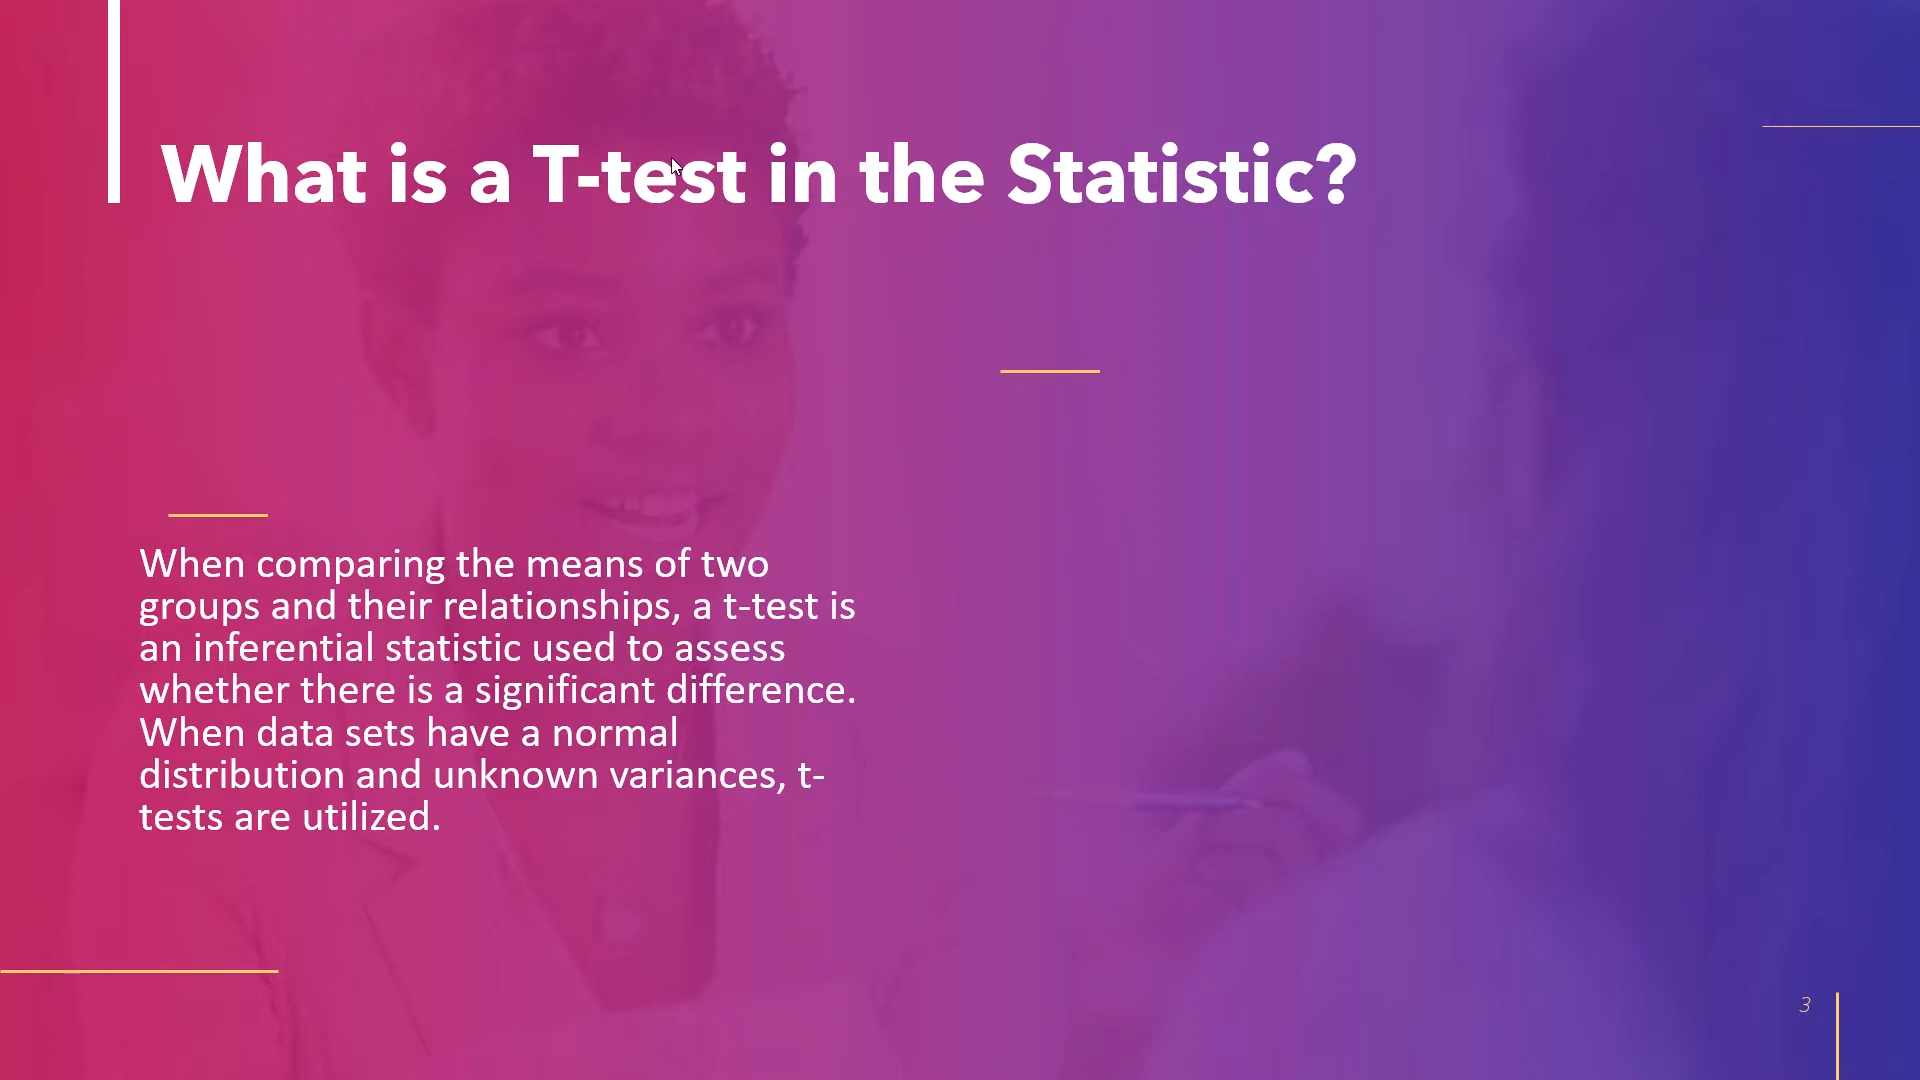 What is a T-test in the Statistic?
When comparing the means of two
groups and their relationships, a t-test is
an inferential statistic used to assess
whether there is a significant difference.
When data sets have a normal
distribution and unknown variances, t-
tests are utilized.
3